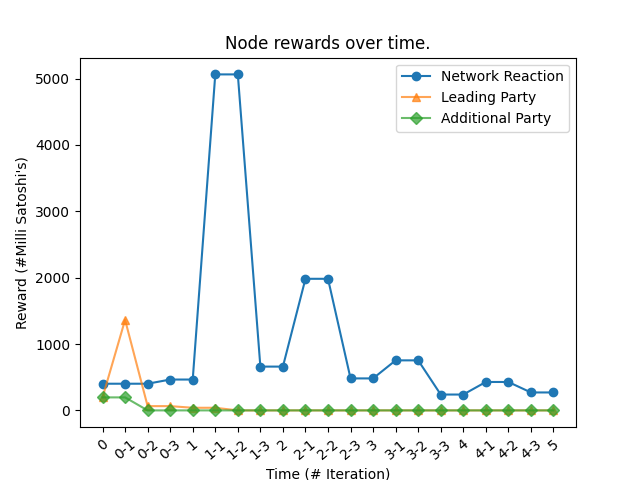 Node rewards over time.
Network Reaction
Leading Party
Additional Party
Reward (#Milli Satoshi's)
5000
4000
3000
2000
1000
0
0 0-1 0-2 0-3 1 1-1 1-2 1-3 2 2-1 2-2 2-3 3 3-1 3-2 3-3 4 4-1 4-2 4-3 5
Time (# Iteration)